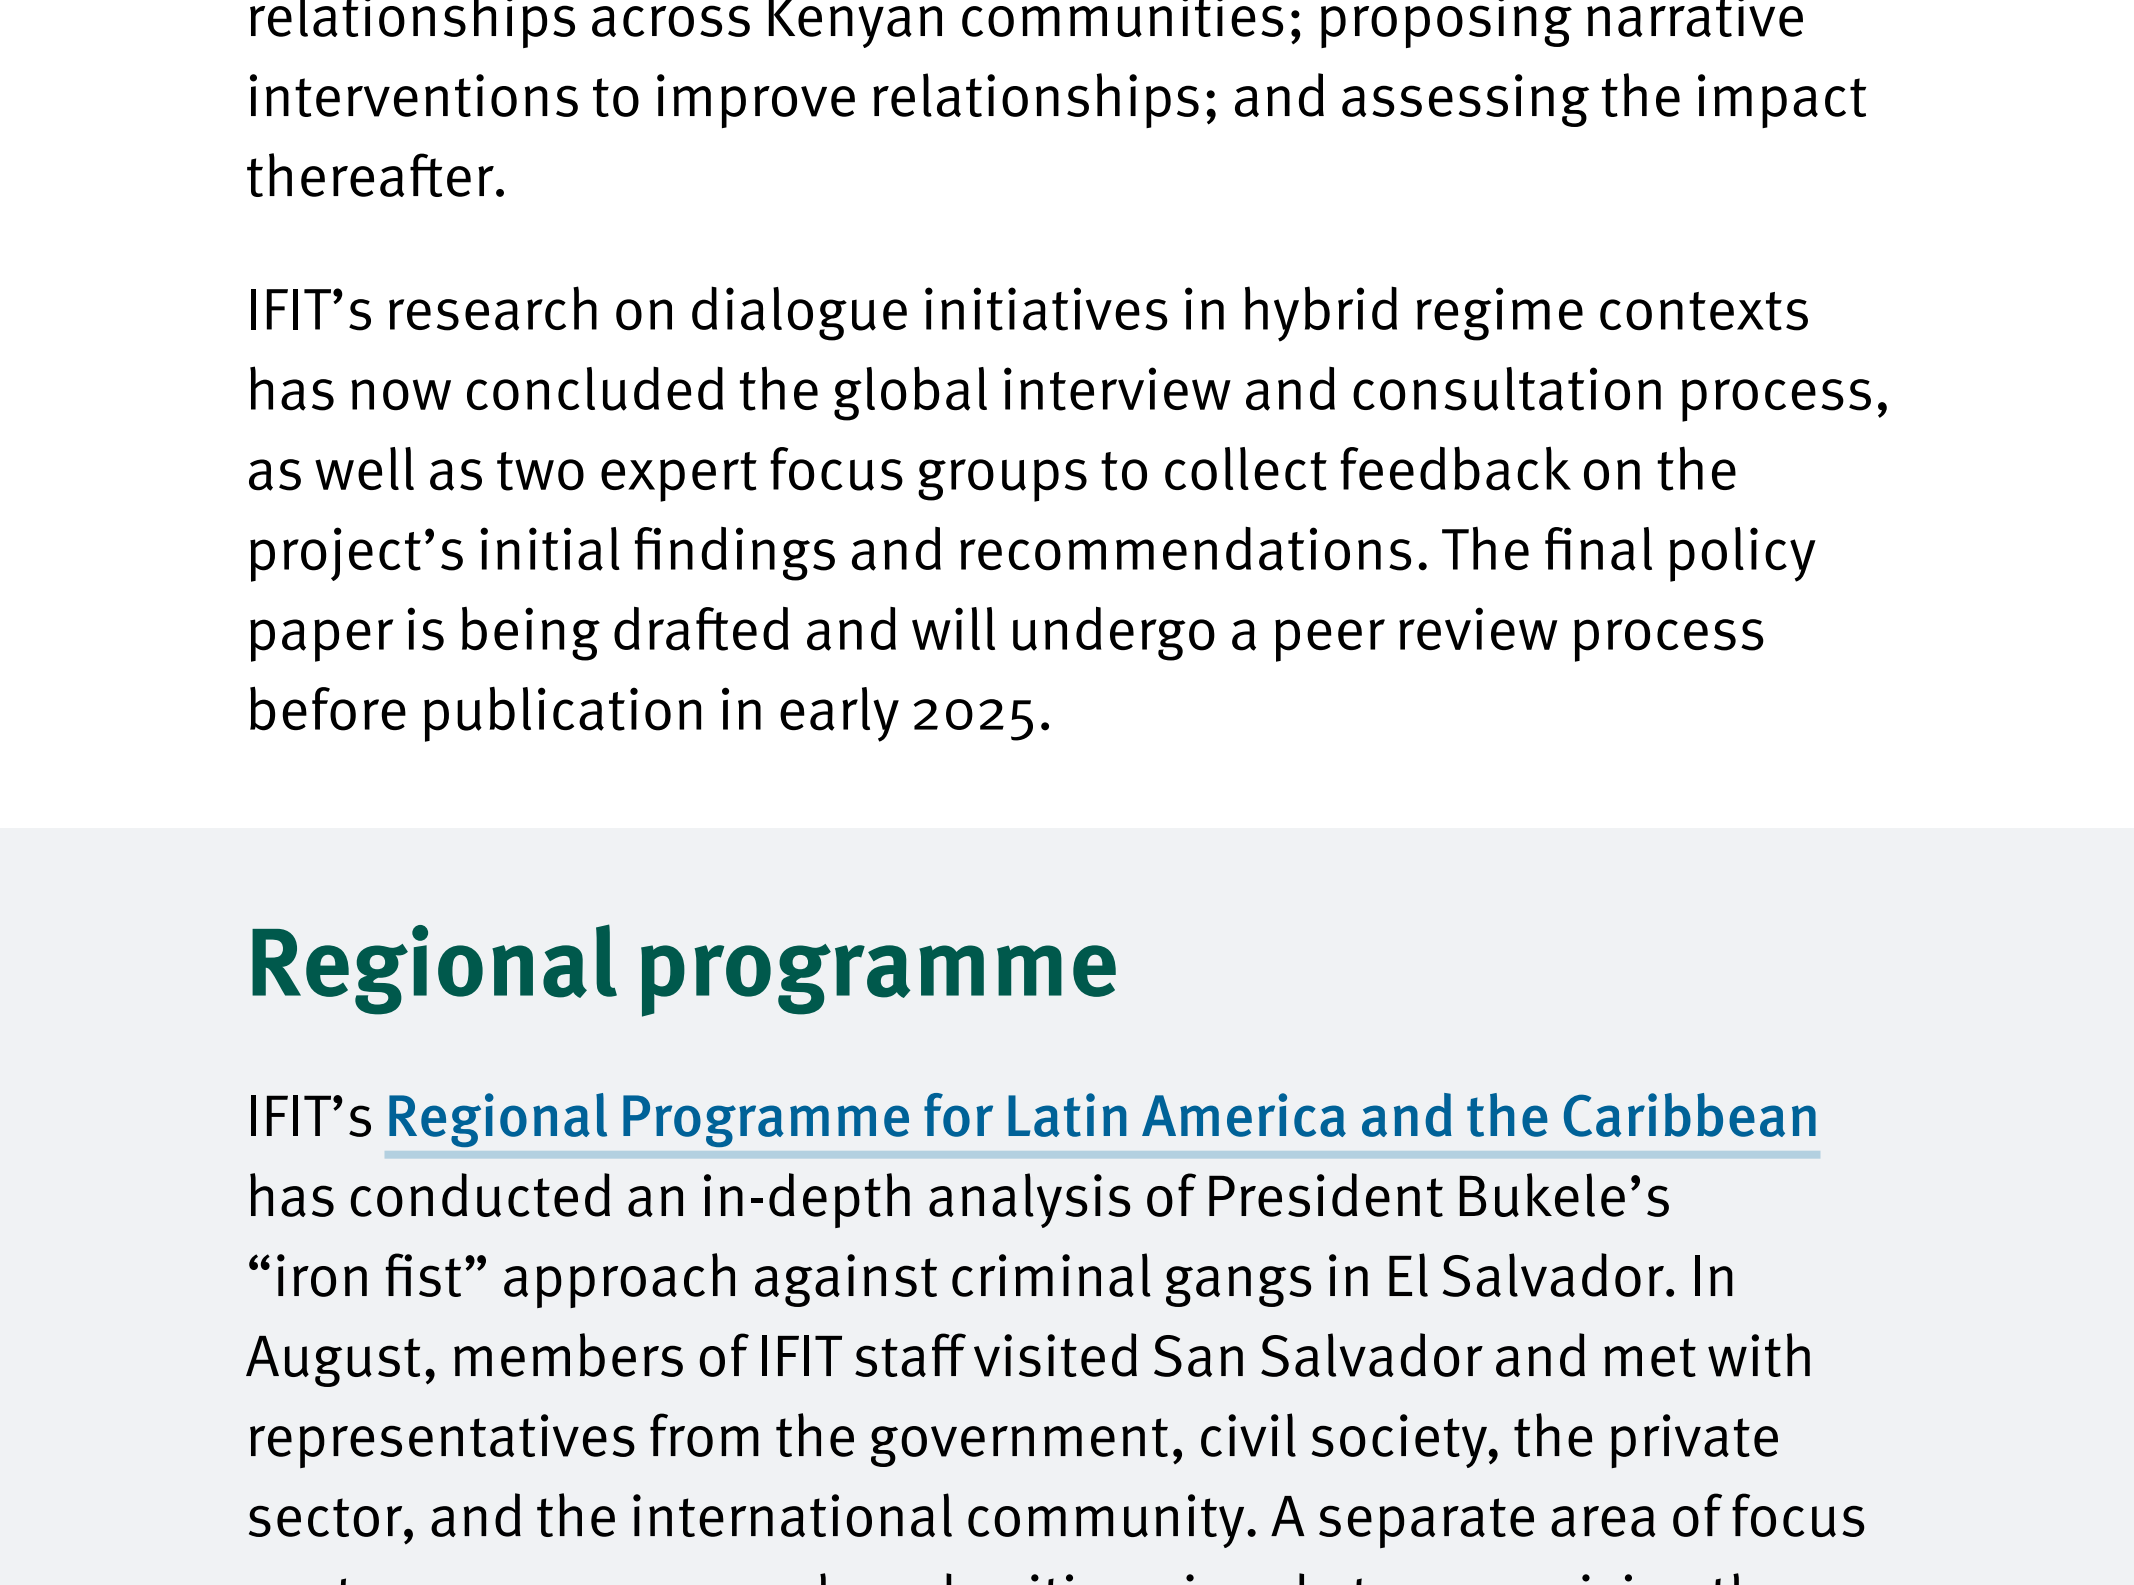 relationships across Kenyan communities; proposing narrative
interventions to improve relationships; and assessing the impact
thereafter.
IFIT’s research on dialogue initiatives in hybrid regime contexts
has now concluded the global interview and consultation process,
as well as two expert focus groups to collect feedback on the
project’s initial findings and recommendations. The final policy
paper is being drafted and will undergo a peer review process
before publication in early 2025.
Regional programme
IFIT’s Regional Programme for Latin America and the Caribbean
has conducted an in-depth analysis of President Bukele’s
“iron fist” approach against criminal gangs in El Salvador. In
August, members of IFIT staff visited San Salvador and met with
representatives from the government, civil society, the private
sector, and the international community. A separate area of focus